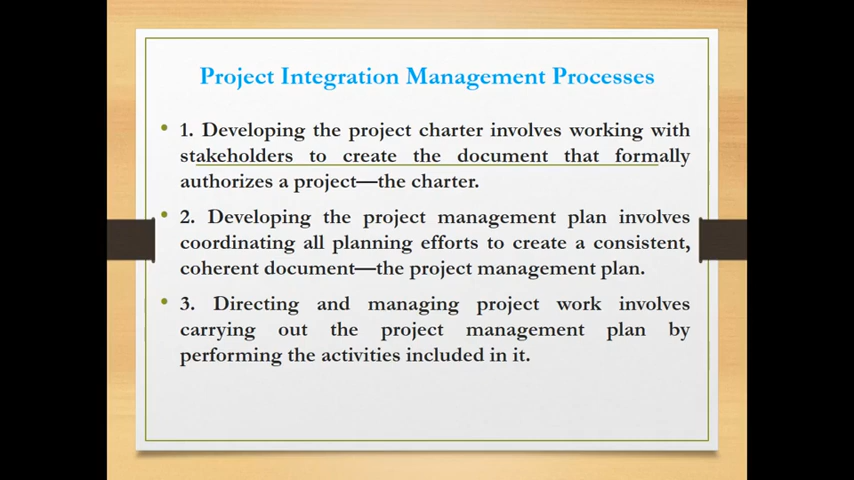 Project Integration Management Processes
• 1. Developing the project charter involves working with
stakeholders to create the document that formally
authorizes a project—the charter.
• 2. Developing the project management plan involves
coordinating all planning efforts to create a consistent,
coherent document—the project management plan.
• 3. Directing and managing project work involves
carrying out the project management plan by
performing the activities included in it.